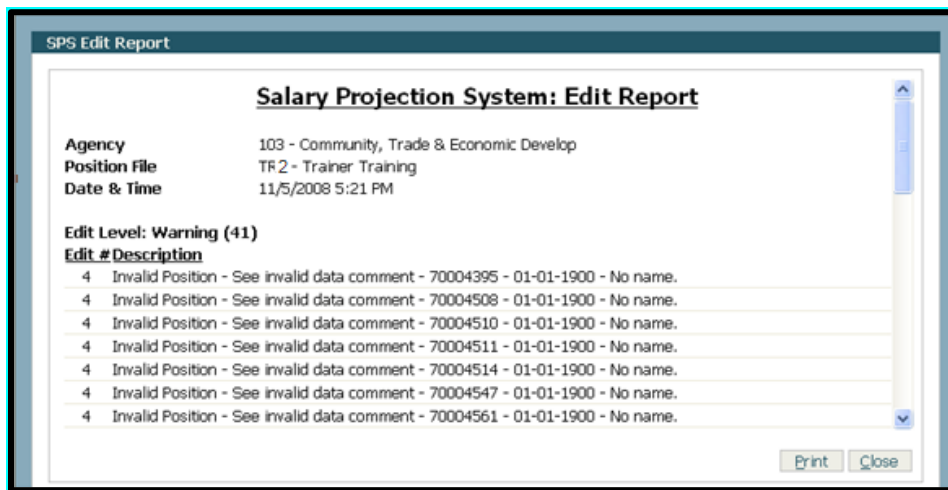 SPS Edit Report
Salary Projection System: Edit Report
Agency 103 - Community, Trade & Economic Develop
Position File TR2 - Trainer Training
Date & Time 11/5/2008 5:21 PM
Edit Level: Warning (41)
Edit # Description
4 Invalid Position - See invalid data comment - 70004395 - 01-01-1900 - No name.
4 Invalid Position - See invalid data comment - 70004508 - 01-01-1900 - No name.
4 Invalid Position - See invalid data comment - 70004510 - 01-01-1900 - No name.
4 Invalid Position - See invalid data comment - 70004511 - 01-01-1900 - No name.
4 Invalid Position - See invalid data comment - 70004514 - 01-01-1900 - No name.
4 Invalid Position - See invalid data comment - 70004547 - 01-01-1900 - No name.
4 Invalid Position - See invalid data comment - 70004561 - 01-01-1900 - No name.
Print Close